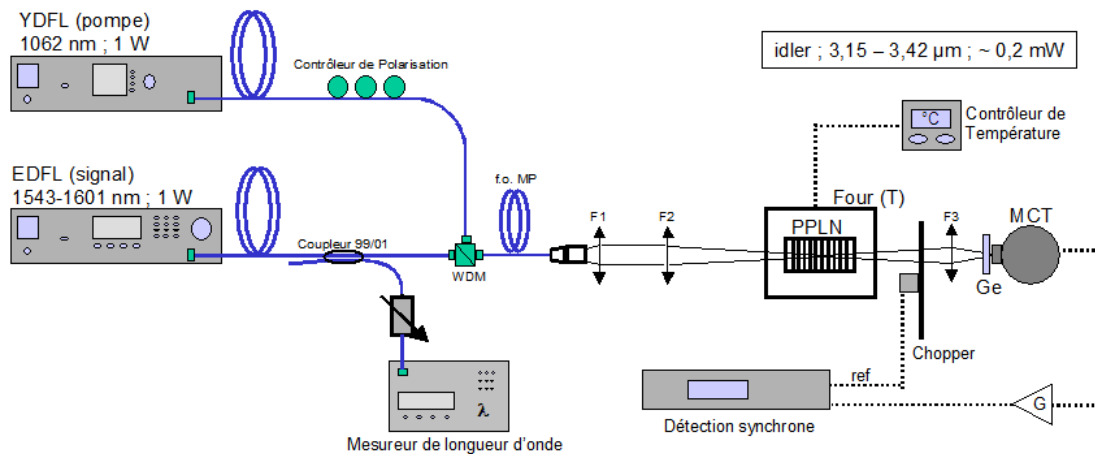 YDFL (pompe)
1062 nm ; 1 W
Contrôleur de Polarisation
idler ; 3,15 – 3,42 µm ; ~ 0,2 mW
°C
Contrôleur de
Température
EDFL (signal)
1543-1601 nm ; 1 W
f.o. MP
Coupleur 99/01
WDM
F1
F2
Four (T)
PPLN
F3
MCT
Ge
Chopper
ref
λ
G
Mesureur de longueur d'onde
Détection synchrone